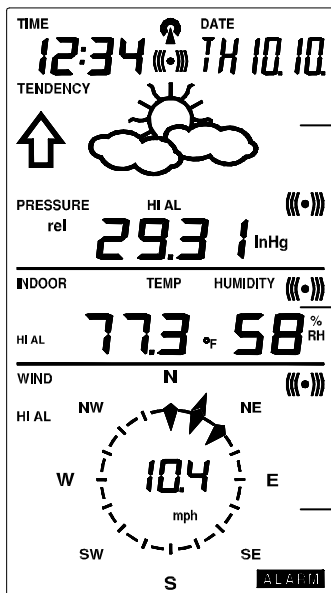 TIME DATE
12:34 TH 10.10.
TENDENCY
PRESSURE HI AL
rel 29.31 InHg
INDOOR TEMP HUMIDITY
HI AL 77.3 °F 58 % RH
WIND N
HI AL NW NE
W 10.4 E
mph
SW SE
S ALARM